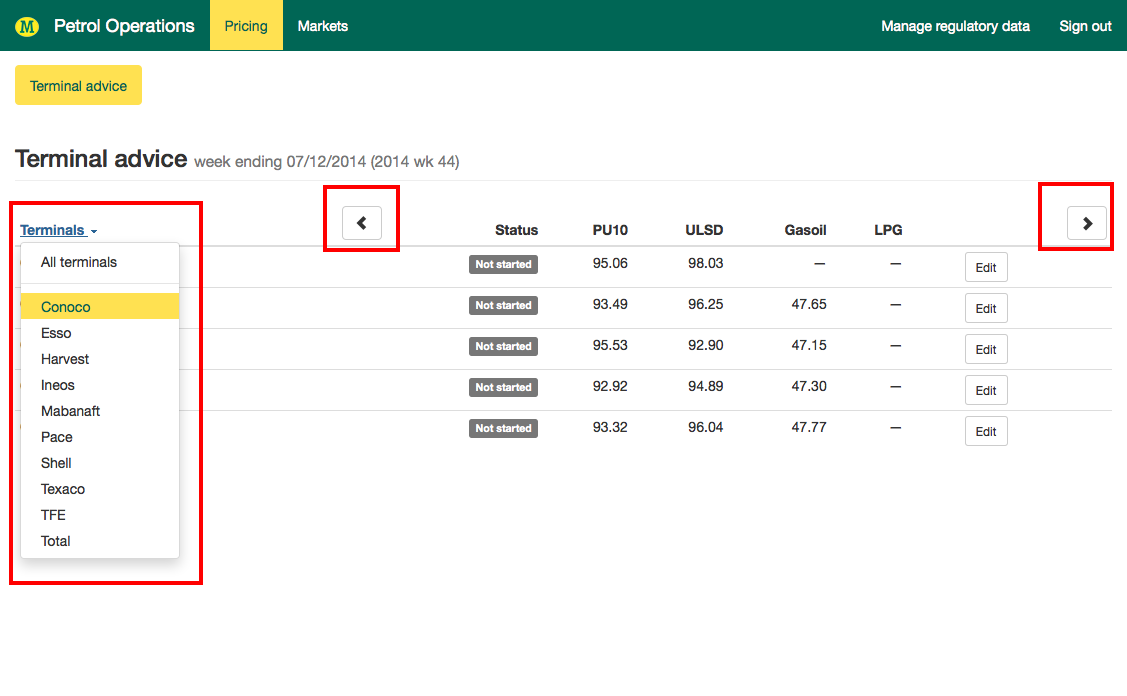 M Petrol Operations Pricing Markets Manage regulatory data Sign out
Terminal advice
Terminal advice week ending 07/12/2014 (2014 wk 44)
Terminals Status PU10 ULSD Gasoil LPG
All terminals
Not started 95.06 98.03 — — Edit
Conoco
Not started 93.49 96.25 47.65 — Edit
Esso
Not started 95.53 92.90 47.15 — Edit
Harvest
Ineos
Not started 92.92 94.89 47.30 — Edit
Mabanaft
Not started 93.32 96.04 47.77 — Edit
Pace
Shell
Texaco
TFE
Total